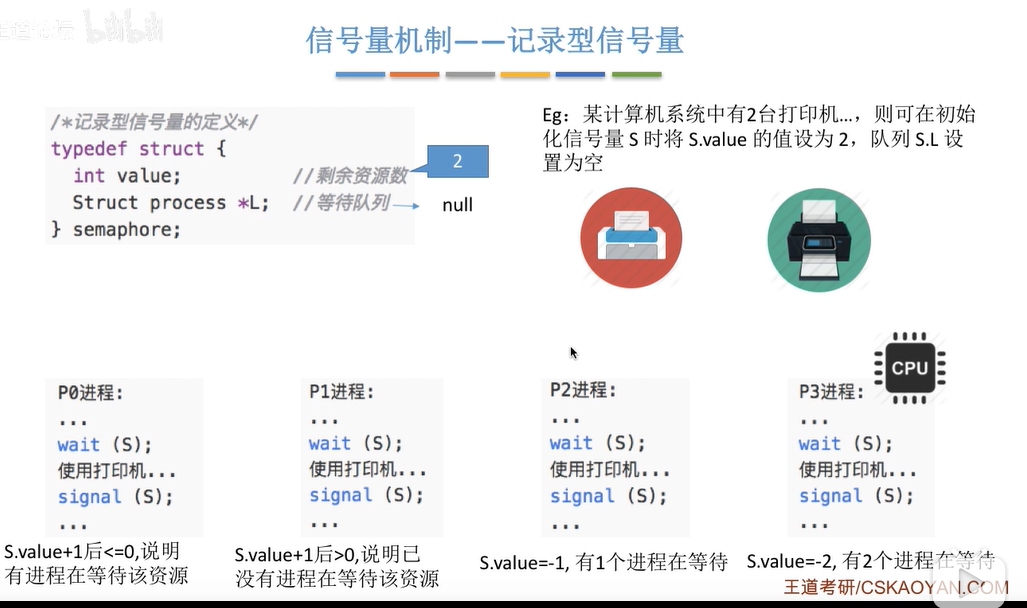 bilibili
信号量机制——记录型信号量
/*记录型信号量的定义*/
typedef struct {
int value; //剩余资源数
Struct process *L; //等待队列
} semaphore;
2
null
Eg：某计算机系统中有2台打印机…，则可在初始
化信号量 S 时将 S.value 的值设为 2，队列 S.L 设
置为空
CPU
P0进程:
...
wait (S);
使用打印机...
signal (S);
...
S.value+1后<=0,说明
有进程在等待该资源
P1进程:
...
wait (S);
使用打印机...
signal (S);
...
S.value+1后>0,说明已
没有进程在等待该资源
P2进程:
...
wait (S);
使用打印机...
signal (S);
...
S.value=-1, 有1个进程在等待
P3进程:
...
wait (S);
使用打印机...
signal (S);
...
S.value=-2, 有2个进程在等待
王道考研/CSKAOYAN.COM